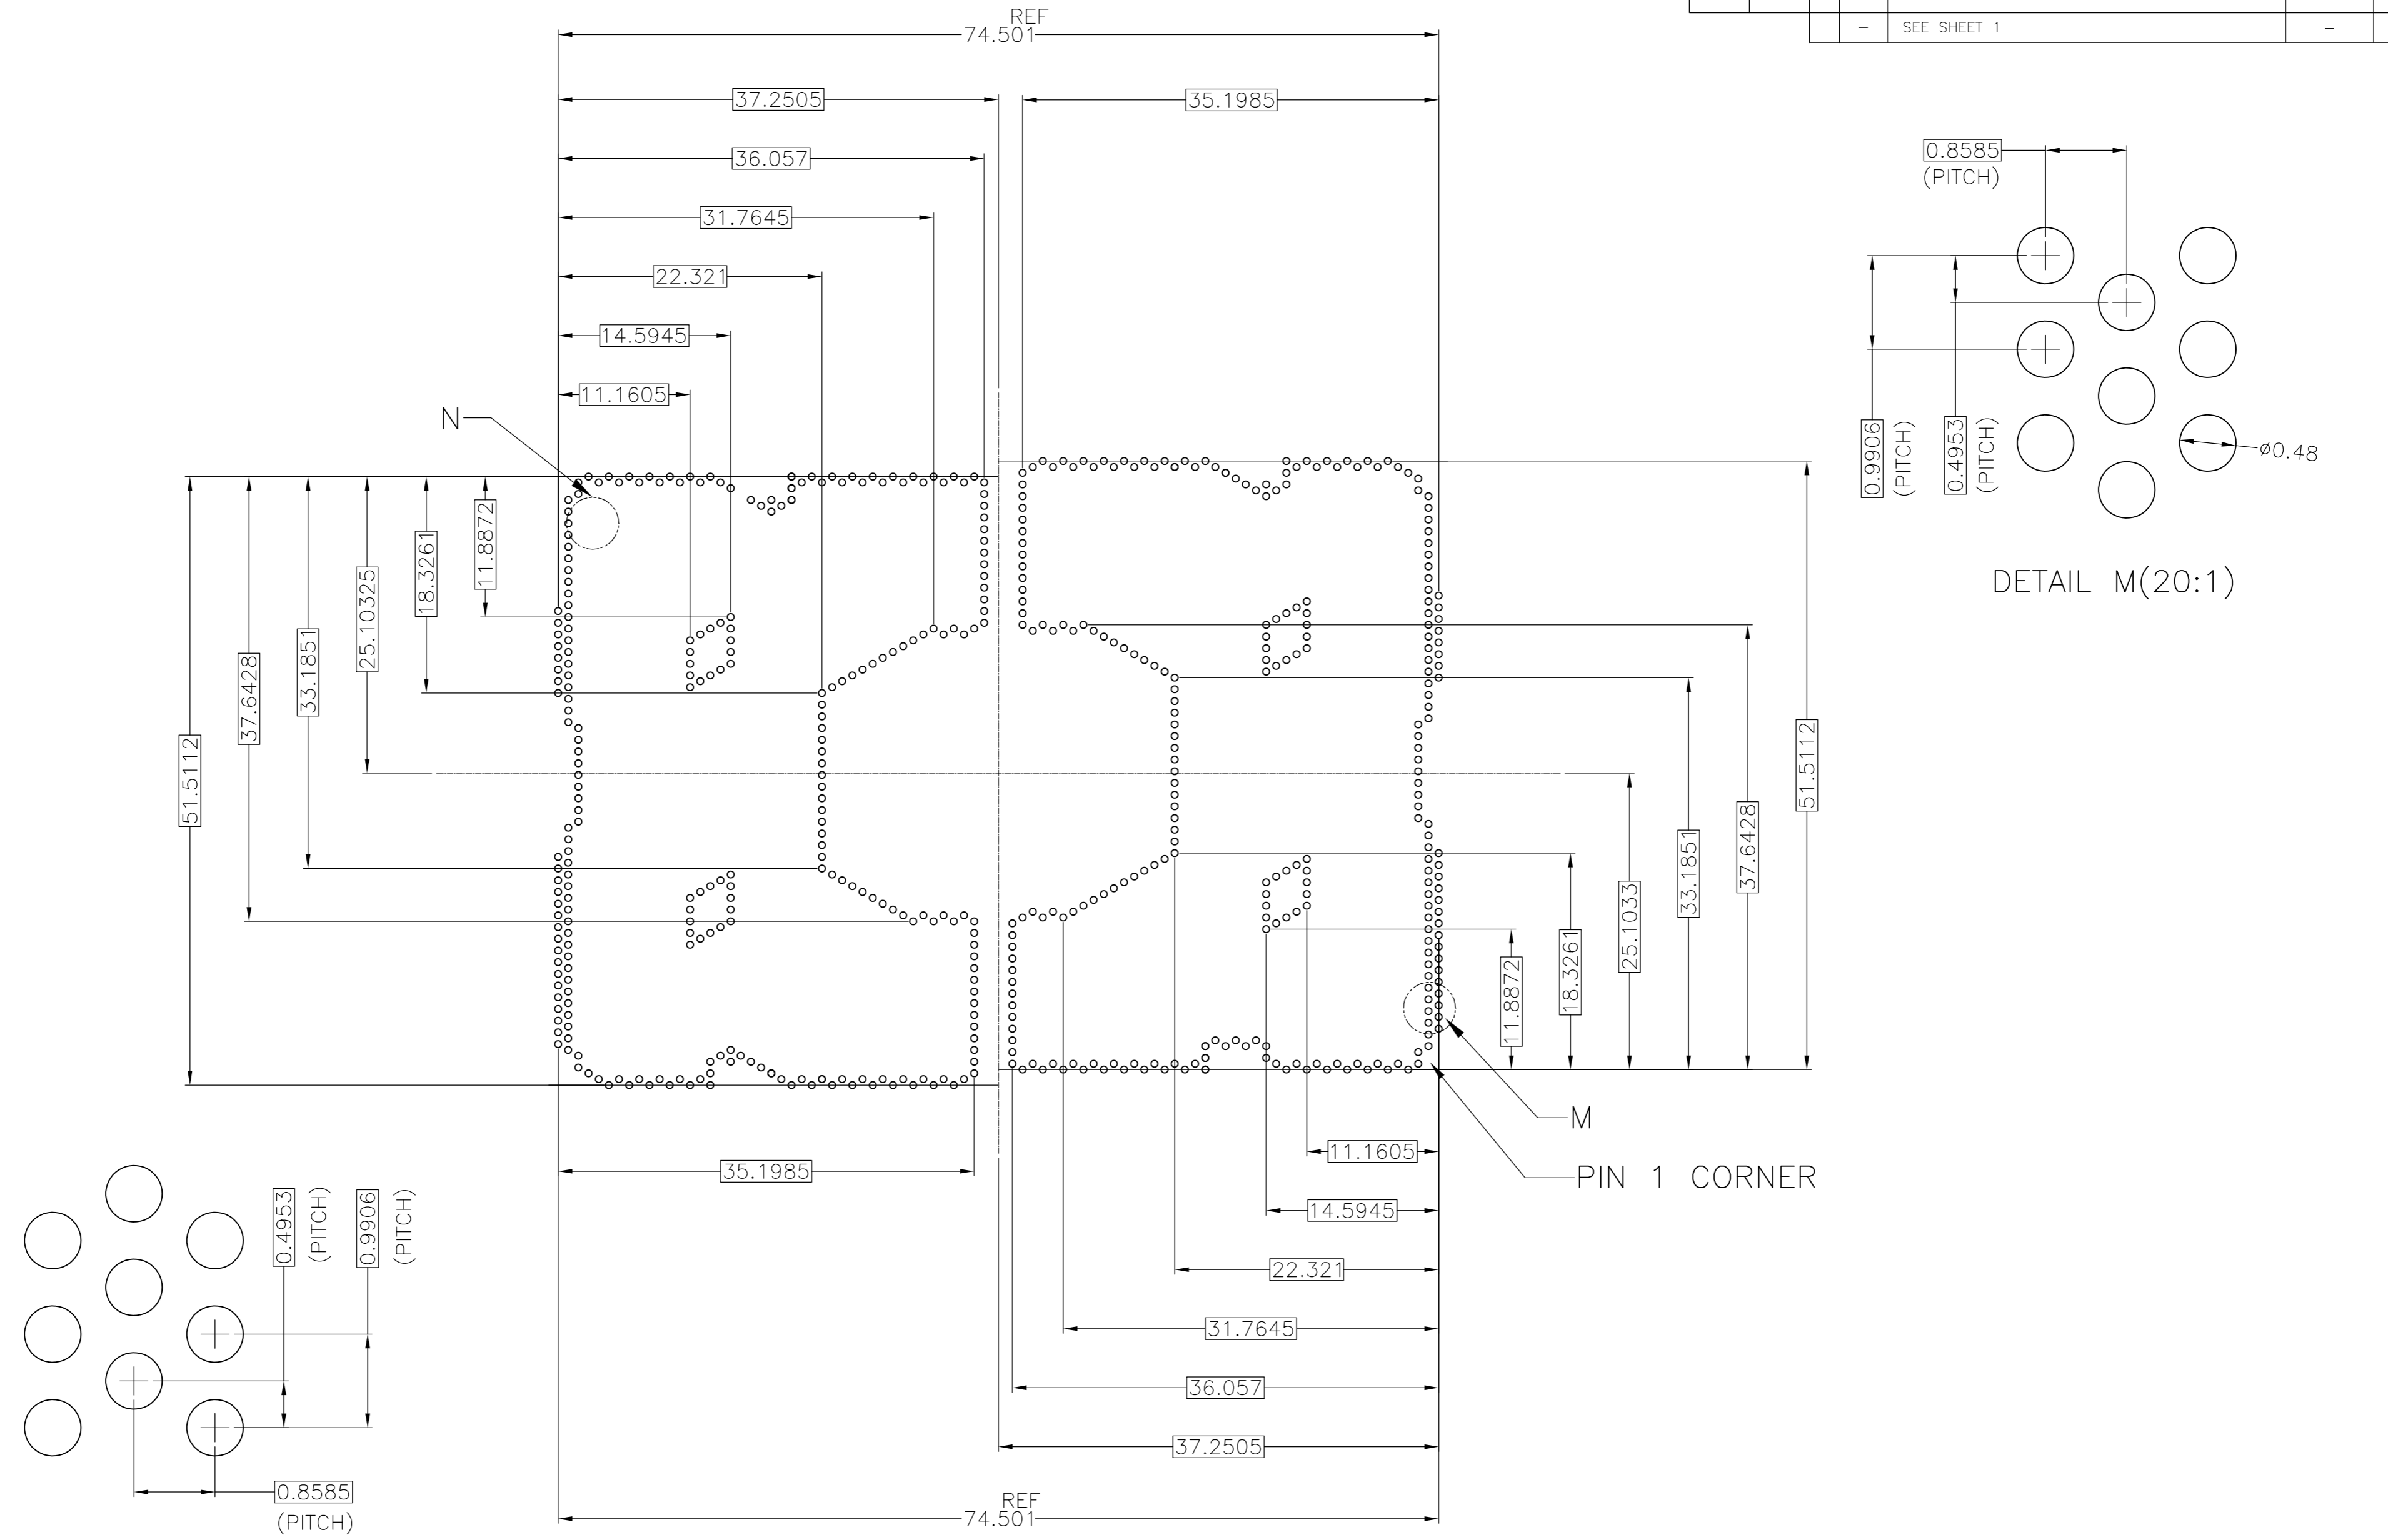 REF
74.501
- SEE SHEET 1 -
37.2505
35.1985
36.057
31.7645
22.321
14.5945
11.1605
N
0.8585
(PITCH)
0.9906
(PITCH)
0.4953
(PITCH)
Ø0.48
DETAIL M(20:1)
51.5112
37.6428
33.1851
25.10325
18.3261
11.8872
11.8872
18.3261
25.1033
33.1851
37.6428
51.5112
M
PIN 1 CORNER
35.1985
11.1605
14.5945
22.321
31.7645
36.057
37.2505
REF
74.501
0.4953
(PITCH)
0.9906
(PITCH)
0.8585
(PITCH)